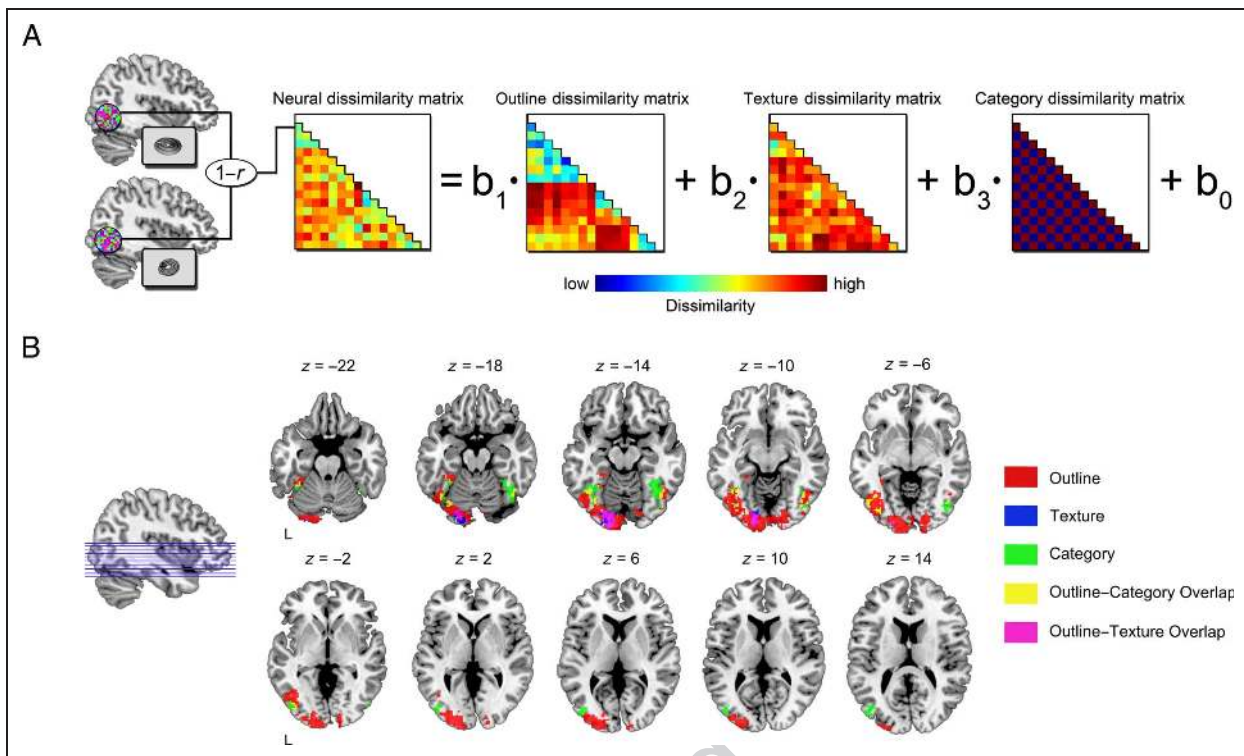 A
Neural dissimilarity matrix
Outline dissimilarity matrix
Texture dissimilarity matrix
Category dissimilarity matrix
1−r
= b1·
+ b2·
+ b3·
+ b0
low
high
Dissimilarity
B
z = −22
z = −18
z = −14
z = −10
z = −6
L
z = −2
z = 2
z = 6
z = 10
z = 14
L
Outline
Texture
Category
Outline−Category Overlap
Outline−Texture Overlap